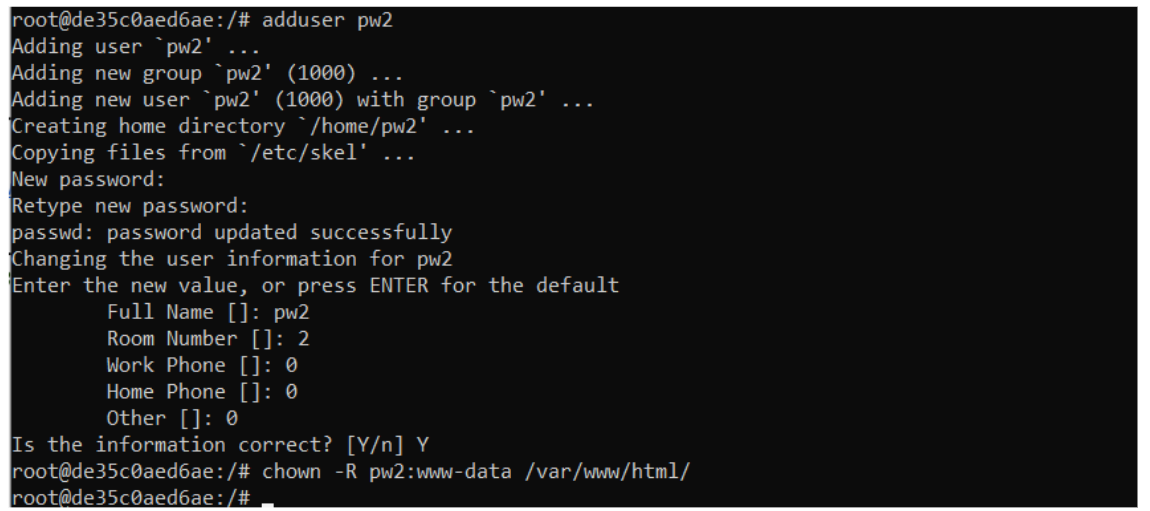 root@de35c0aed6ae:/# adduser pw2
Adding user `pw2' ...
Adding new group `pw2' (1000) ...
Adding new user `pw2' (1000) with group `pw2' ...
Creating home directory `/home/pw2' ...
Copying files from `/etc/skel' ...
New password:
Retype new password:
passwd: password updated successfully
Changing the user information for pw2
Enter the new value, or press ENTER for the default
        Full Name []: pw2
        Room Number []: 2
        Work Phone []: 0
        Home Phone []: 0
        Other []: 0
Is the information correct? [Y/n] Y
root@de35c0aed6ae:/# chown -R pw2:www-data /var/www/html/
root@de35c0aed6ae:/#